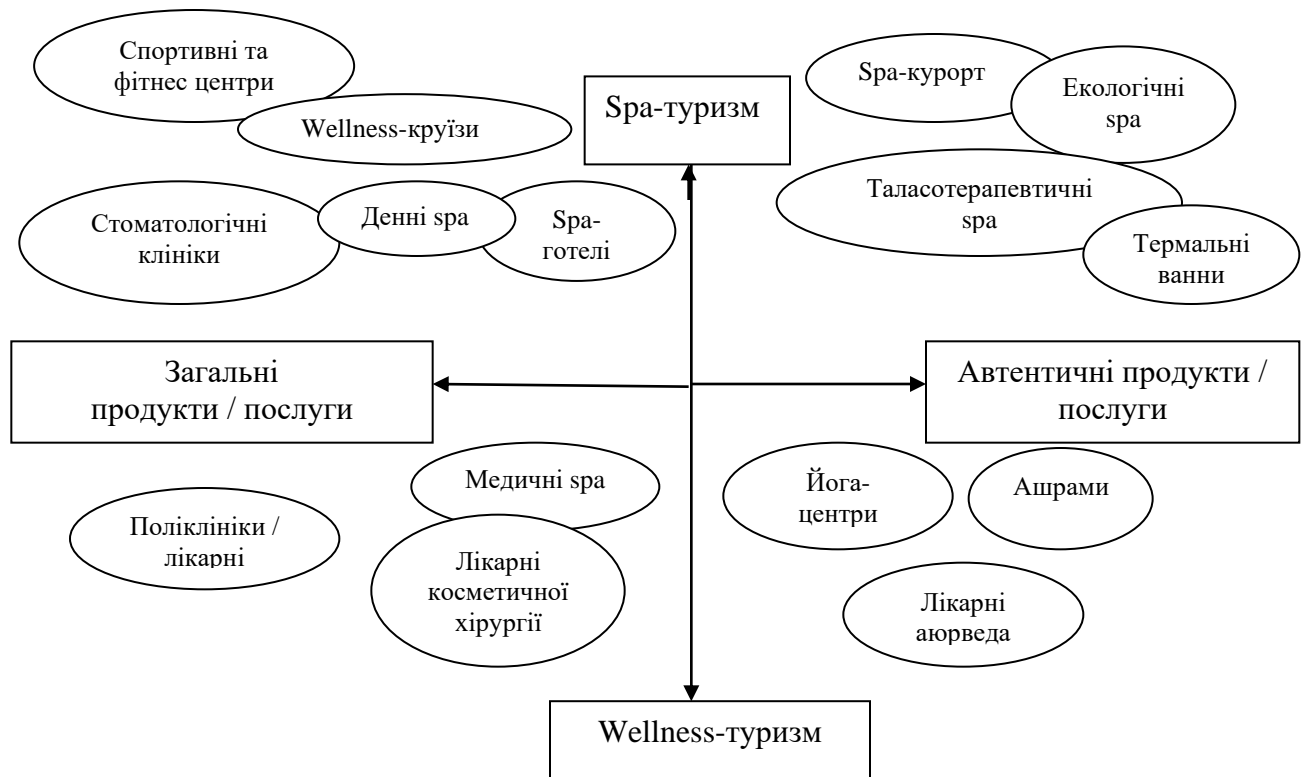 Спортивні та
фітнес центри
Wellness-круїзи
Spa-туризм
Spa-курорт
Екологічні
spa
Стоматологічні
клініки
Денні spa
Spa-
готелі
Таласотерапевтичні
spa
Термальні
ванни
Загальні
продукти / послуги
Автентичні продукти /
послуги
Поліклініки /
лікарні
Медичні spa
Лікарні
косметичної
хірургії
Йога-
центри
Ашрами
Лікарні
аюрведа
Wellness-туризм